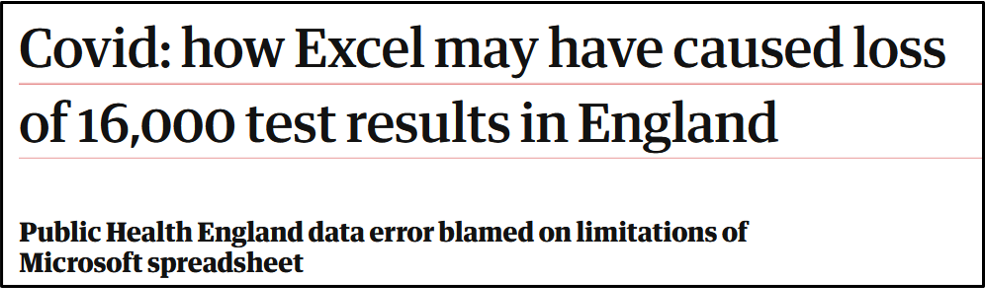 Covid: how Excel may have caused loss
of 16,000 test results in England
Public Health England data error blamed on limitations of
Microsoft spreadsheet